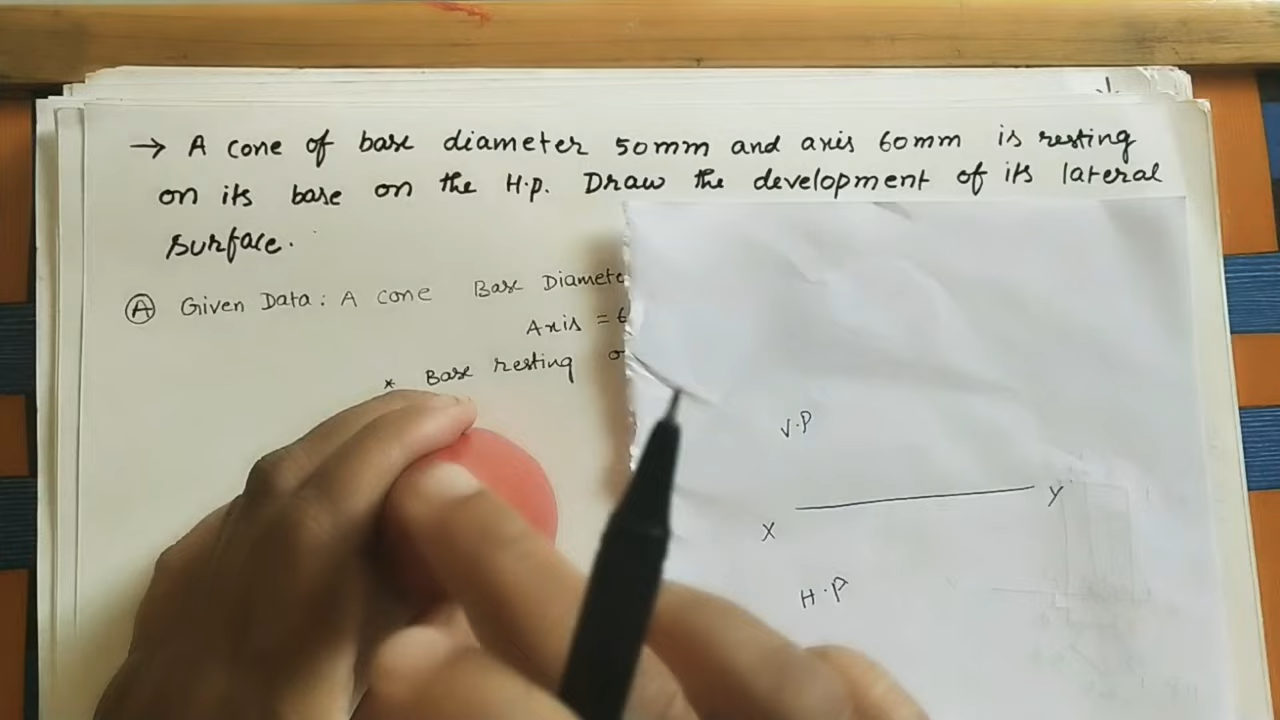 → A cone of base diameter 50mm and axis 60mm is resting
on its base on the H.p. Draw the development of its lateral
surface.
A Given Data: A cone Base Diamete
Axis =
* Base resting
V.P
X Y
H.P